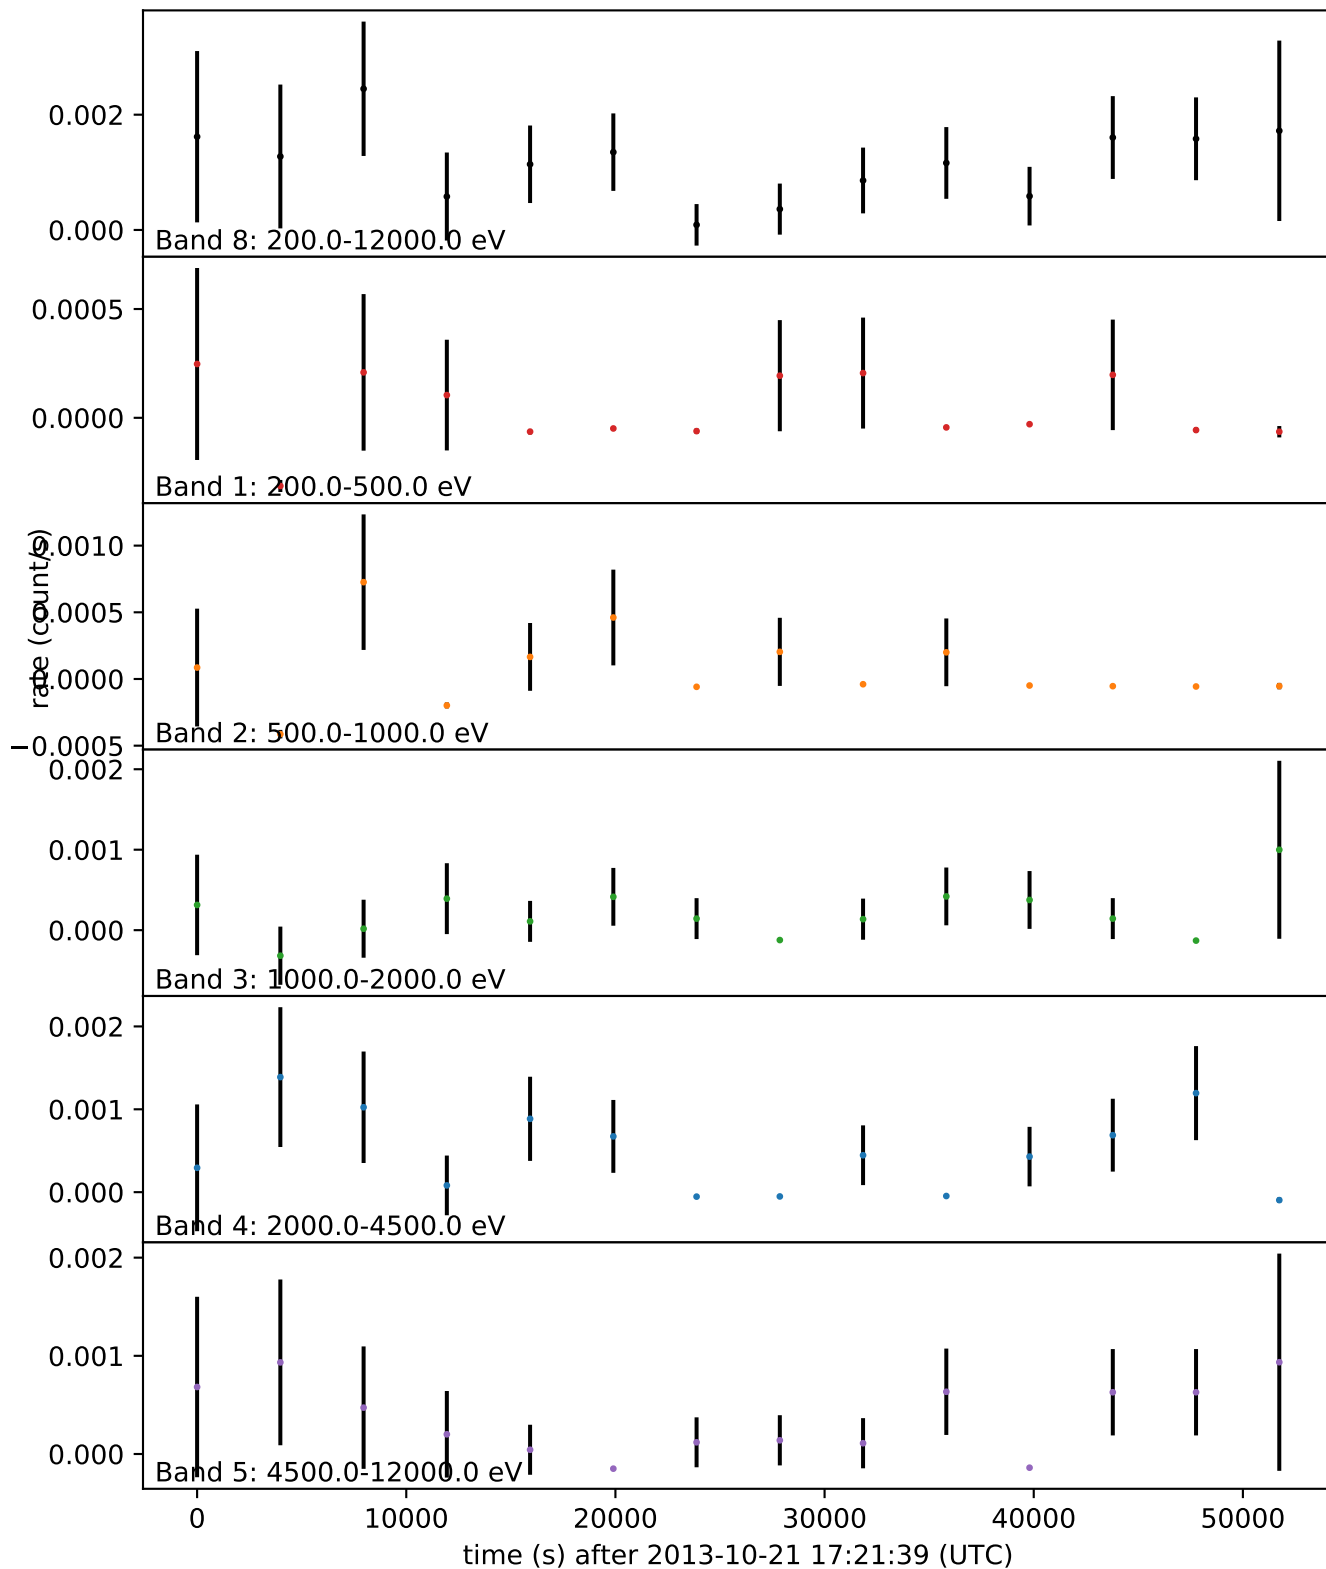 0.002
0.000
Band 8: 200.0-12000.0 eV
0.0005
0.0000
Band 1: 200.0-500.0 eV
rate (count/s)
0.0010
0.0005
0.0000
−0.0005
Band 2: 500.0-1000.0 eV
0.002
0.001
0.000
Band 3: 1000.0-2000.0 eV
0.002
0.001
0.000
Band 4: 2000.0-4500.0 eV
0.002
0.001
0.000
Band 5: 4500.0-12000.0 eV
0 10000 20000 30000 40000 50000
time (s) after 2013-10-21 17:21:39 (UTC)